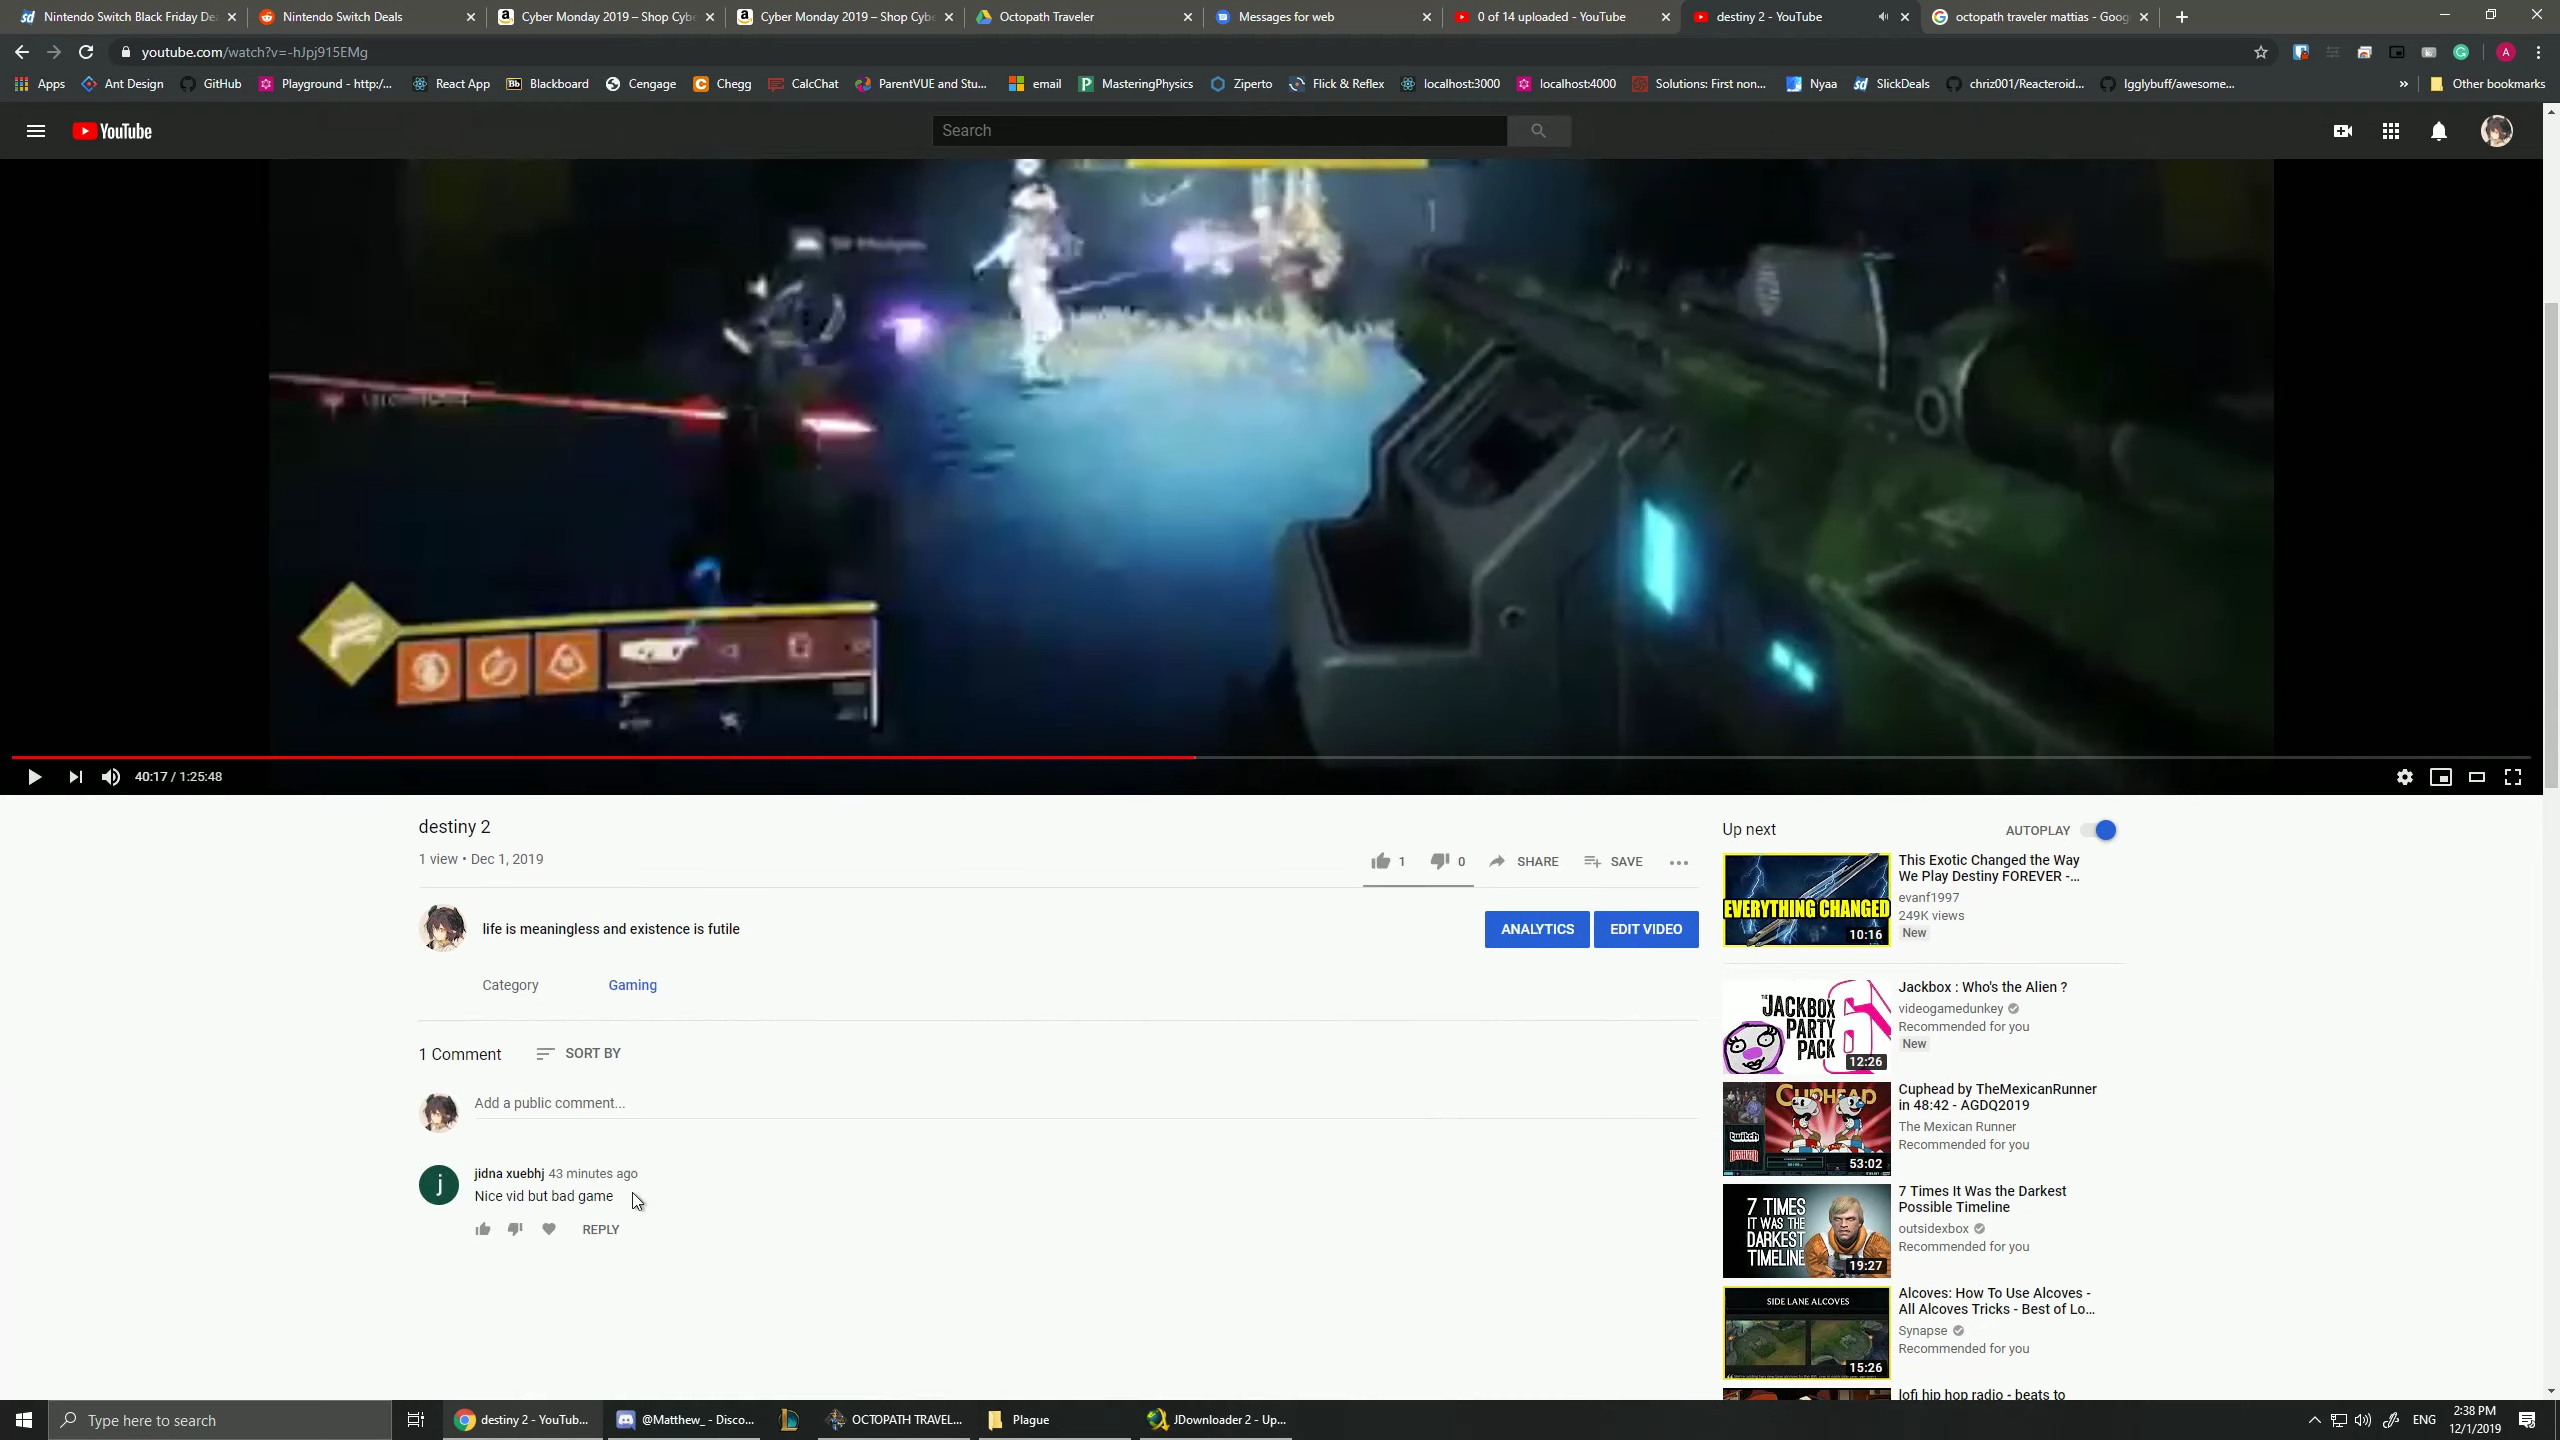 Nintendo Switch Black Friday De
Nintendo Switch Deals
Cyber Monday 2019 – Shop Cybe
Cyber Monday 2019 – Shop Cybe
Octopath Traveler
Messages for web
0 of 14 uploaded - YouTube
destiny 2 - YouTube
octopath traveler mattias - Goog
youtube.com/watch?v=-hJpj915EMg
A
Apps
Ant Design
GitHub
Playground - http:/...
React App
Bb
Blackboard
Cengage
Chegg
CalcChat
ParentVUE and Stu...
email
MasteringPhysics
Ziperto
Flick & Reflex
localhost:3000
localhost:4000
Solutions: First non...
Nyaa
SlickDeals
chriz001/Reacteroid...
Igglybuff/awesome...
»
Other bookmarks
YouTube
Search
40:17 / 1:25:48
destiny 2
1 view • Dec 1, 2019
1
0
SHARE
SAVE
life is meaningless and existence is futile
ANALYTICS
EDIT VIDEO
Category
Gaming
1 Comment
SORT BY
Add a public comment...
j
jidna xuebhj 43 minutes ago
Nice vid but bad game
REPLY
Up next
AUTOPLAY
EVERYTHING CHANGED
10:16
This Exotic Changed the Way
We Play Destiny FOREVER -...
evanf1997
249K views
New
THE JACKBOX
PARTY
PACK
12:26
Jackbox : Who's the Alien ?
videogamedunkey
Recommended for you
New
CUPHEAD
twitch
53:02
Cuphead by TheMexicanRunner
in 48:42 - AGDQ2019
The Mexican Runner
Recommended for you
7 TIMES
IT WAS THE
DARKEST
TIMELINE
19:27
7 Times It Was the Darkest
Possible Timeline
outsidexbox
Recommended for you
SIDE LANE ALCOVES
15:26
Alcoves: How To Use Alcoves -
All Alcoves Tricks - Best of Lo...
Synapse
Recommended for you
lofi hip hop radio - beats to
Type here to search
destiny 2 - YouTub...
@Matthew_ - Disco...
OCTOPATH TRAVEL...
Plague
JDownloader 2 - Up...
ENG
2:38 PM
12/1/2019